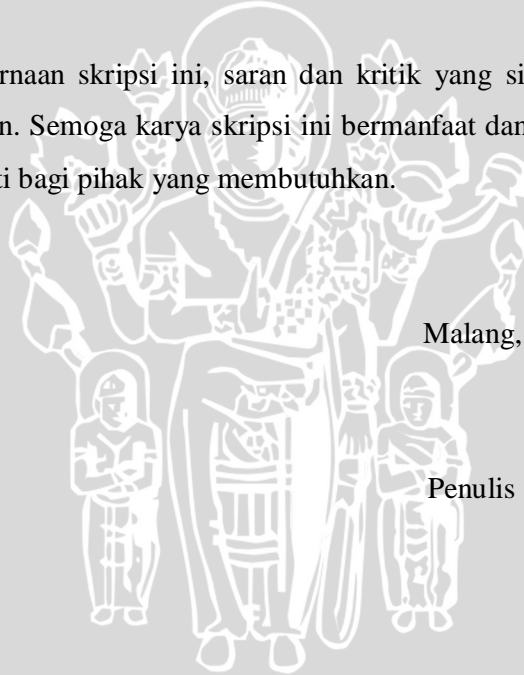 rnaan skripsi ini, saran dan kritik yang si
n. Semoga karya skripsi ini bermanfaat dan
ti bagi pihak yang membutuhkan.
Malang,
Penulis